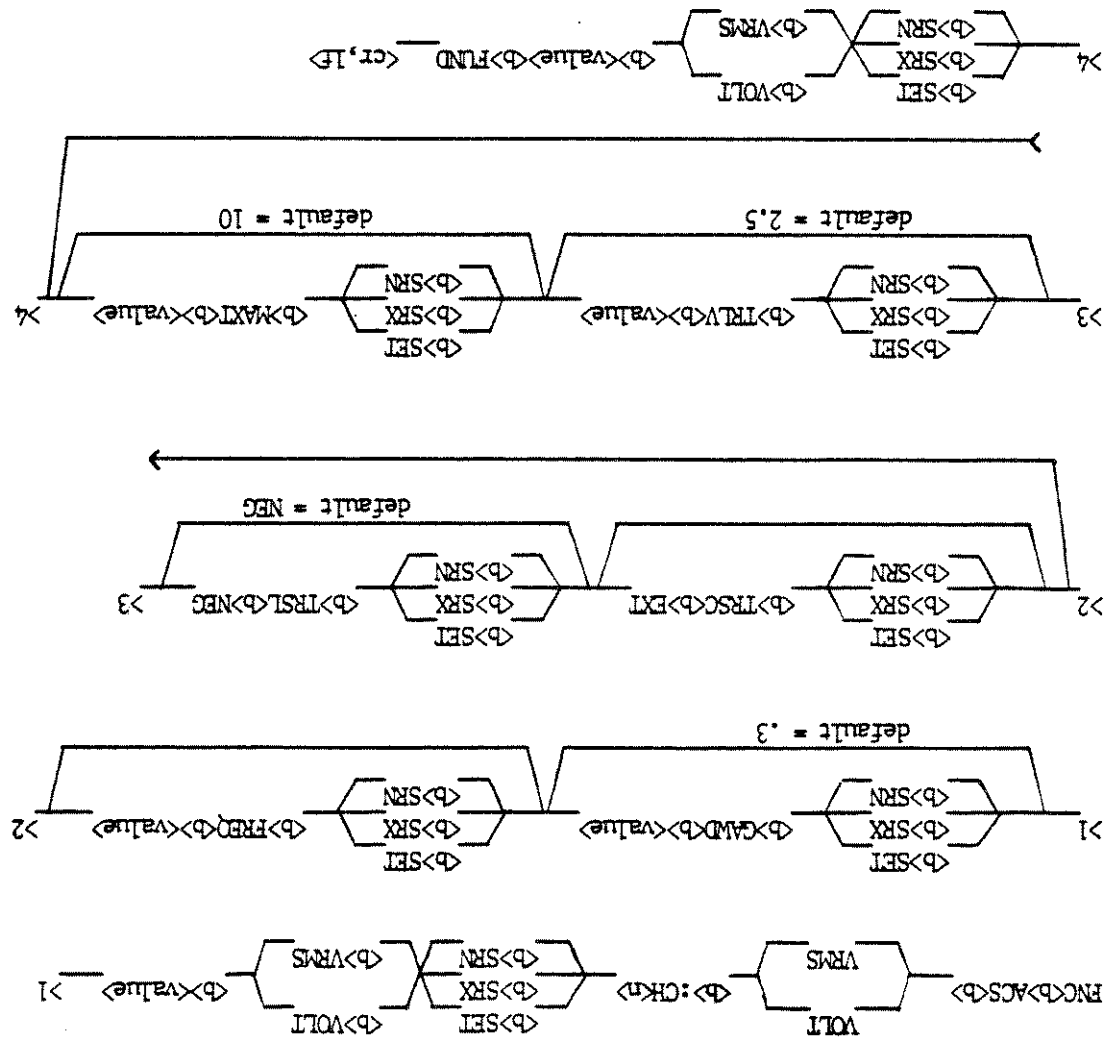 VOLT <b>SET <b>VOLT
FNC<b>ACS<b> <b>:CH<n> <b>SRX <b><value> >1
VRMS <b>SRN <b>VRMS
<b>SET <b>SET
>1 <b>SRX <b>GAWD<b><value> <b>SRX <b>FREQ<b><value> >2
<b>SRN <b>SRN
default = .3
<b>SET <b>SET
>2 <b>SRX <b>TRSC<b>EXT <b>SRX <b>TRSL<b>NEG >3
<b>SRN <b>SRN
default = NEG
<b>SET <b>SET
>3 <b>SRX <b>TRLV<b><value> <b>SRX <b>MAXT<b><value> >4
<b>SRN <b>SRN
default = 2.5 default = 10
<b>SET <b>VOLT
>4 <b>SRX <b><value><b>FUND <cr,lf>
<b>SRN <b>VRMS